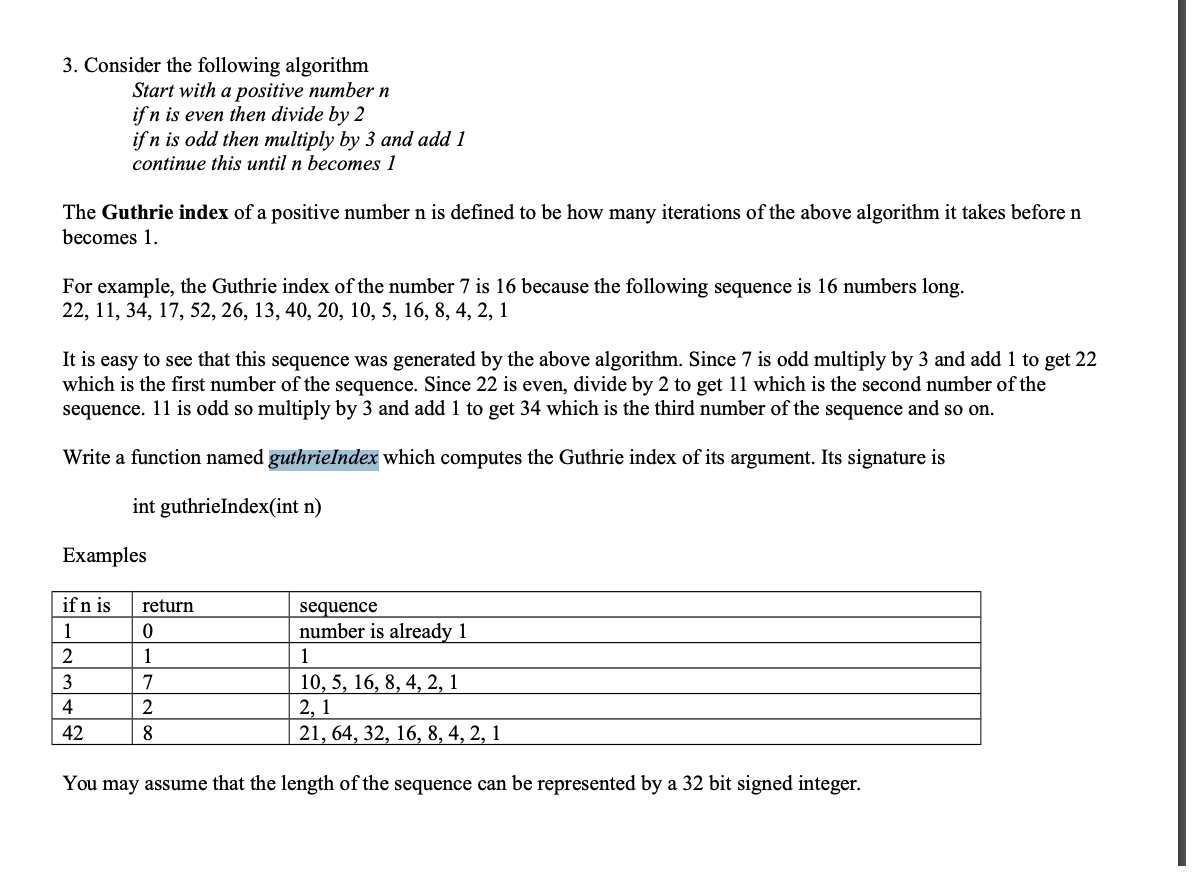 3. Consider the following algorithm
Start with a positive number n
if n is even then divide by 2
if n is odd then multiply by 3 and add 1
continue this until n becomes 1
The Guthrie index of a positive number n is defined to be how many iterations of the above algorithm it takes before n
becomes 1.
For example, the Guthrie index of the number 7 is 16 because the following sequence is 16 numbers long.
22, 11, 34, 17, 52, 26, 13, 40, 20, 10, 5, 16, 8, 4, 2, 1
It is easy to see that this sequence was generated by the above algorithm. Since 7 is odd multiply by 3 and add 1 to get 22
which is the first number of the sequence. Since 22 is even, divide by 2 to get 11 which is the second number of the
sequence. 11 is odd so multiply by 3 and add 1 to get 34 which is the third number of the sequence and so on.
Write a function named guthrieIndex which computes the Guthrie index of its argument. Its signature is
int guthrieIndex(int n)
Examples
if n is return sequence
1 0 number is already 1
2 1 1
3 7 10, 5, 16, 8, 4, 2, 1
4 2 2, 1
42 8 21, 64, 32, 16, 8, 4, 2, 1
You may assume that the length of the sequence can be represented by a 32 bit signed integer.